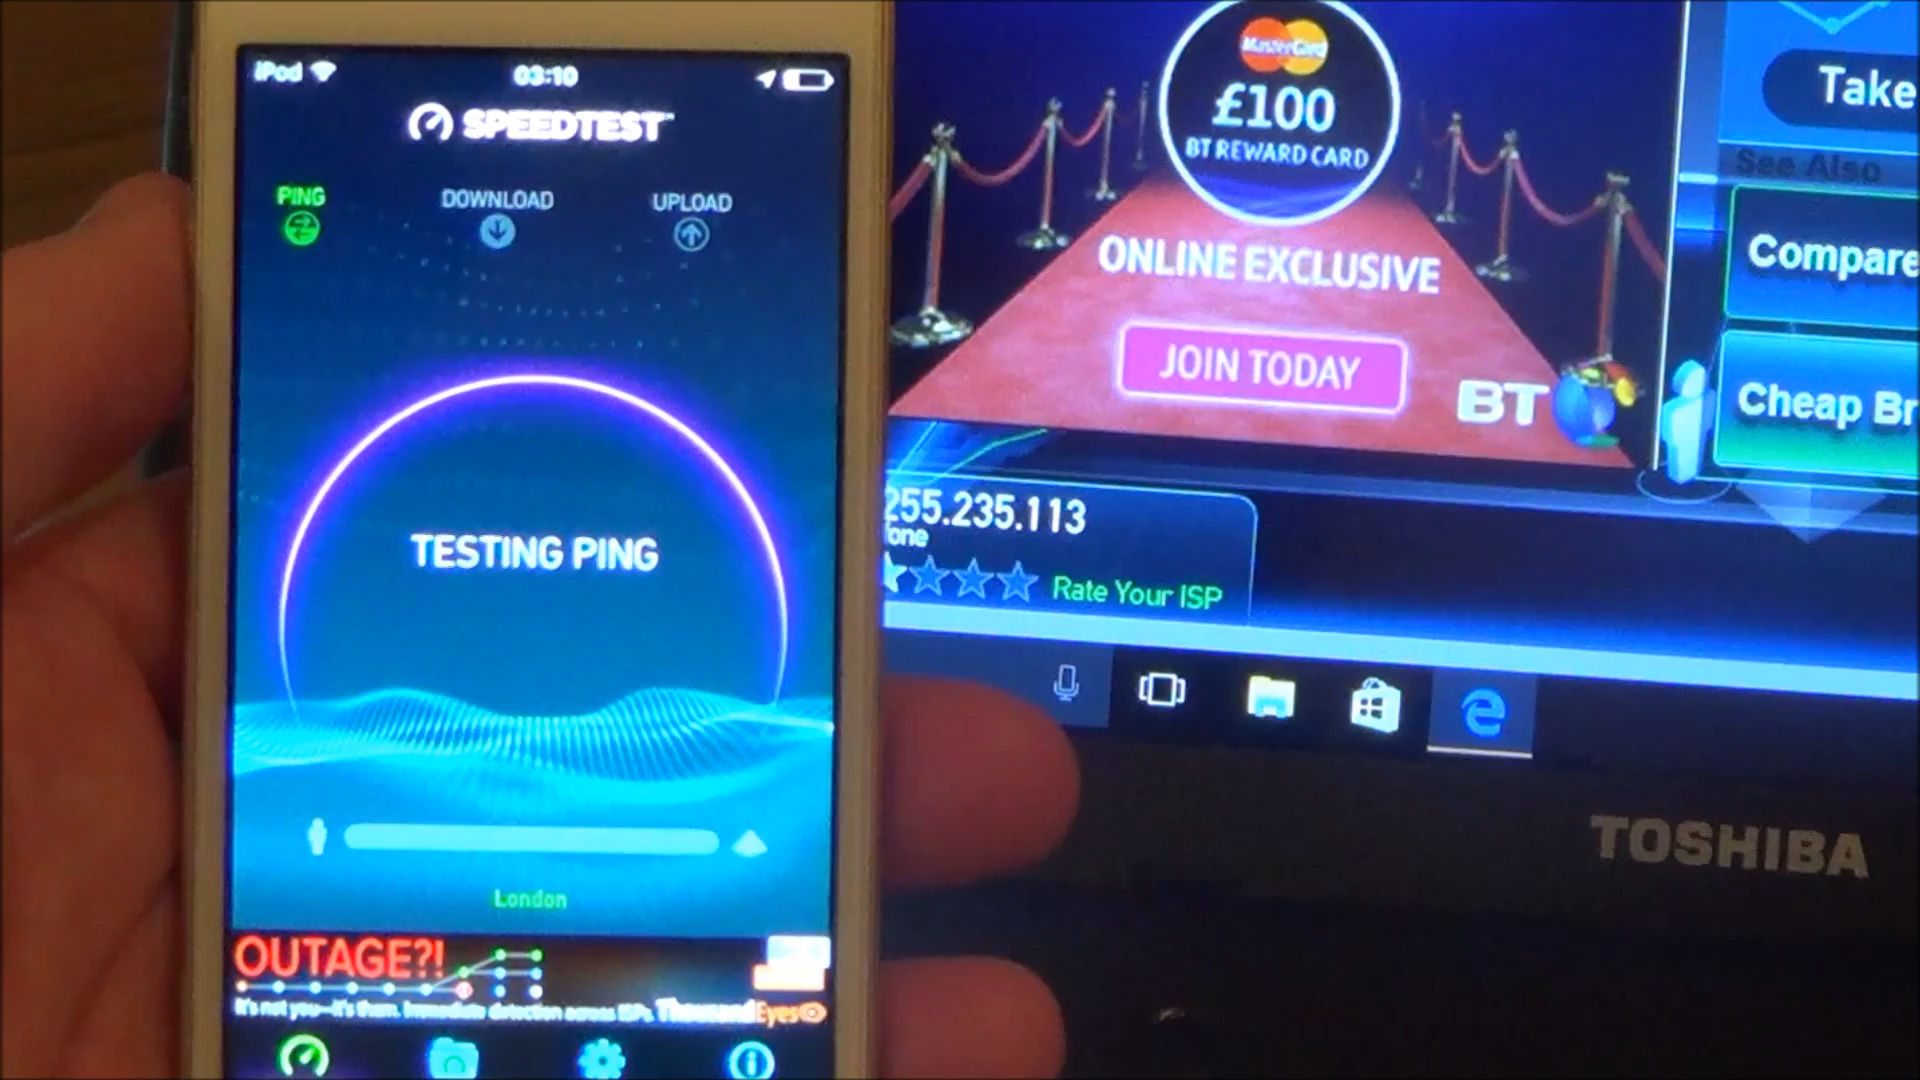 iPod
03:10
SPEEDTEST™
PING
DOWNLOAD
UPLOAD
TESTING PING
London
OUTAGE?!
It's not you—it's them. Immediate detection across ISPs. ThousandEyes
MasterCard
£100
BT REWARD CARD
ONLINE EXCLUSIVE
JOIN TODAY
BT
Take
See Also
Compare
Cheap Br
255.235.113
fone
Rate Your ISP
TOSHIBA